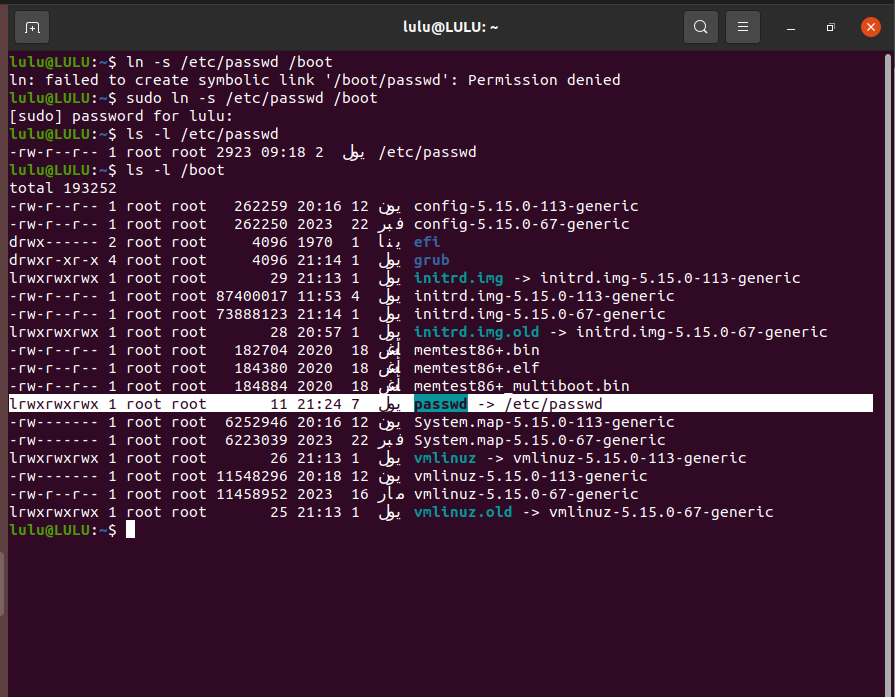 lulu@LULU: ~
lulu@LULU:~$ ln -s /etc/passwd /boot
ln: failed to create symbolic link '/boot/passwd': Permission denied
lulu@LULU:~$ sudo ln -s /etc/passwd /boot
[sudo] password for lulu:
lulu@LULU:~$ ls -l /etc/passwd
-rw-r--r-- 1 root root 2923 09:18 2  يول /etc/passwd
lulu@LULU:~$ ls -l /boot
total 193252
-rw-r--r-- 1 root root   262259 20:16 12 يون config-5.15.0-113-generic
-rw-r--r-- 1 root root   262250 2023  22 فبر config-5.15.0-67-generic
drwx------ 2 root root     4096 1970  1  ينا efi
drwxr-xr-x 4 root root     4096 21:14 1  يول grub
lrwxrwxrwx 1 root root       29 21:13 1  يول initrd.img -> initrd.img-5.15.0-113-generic
-rw-r--r-- 1 root root 87400017 11:53 4  يول initrd.img-5.15.0-113-generic
-rw-r--r-- 1 root root 73888123 21:14 1  يول initrd.img-5.15.0-67-generic
lrwxrwxrwx 1 root root       28 20:57 1  يول initrd.img.old -> initrd.img-5.15.0-67-generic
-rw-r--r-- 1 root root   182704 2020  18 أغس memtest86+.bin
-rw-r--r-- 1 root root   184380 2020  18 أغس memtest86+.elf
-rw-r--r-- 1 root root   184884 2020  18 أغس memtest86+_multiboot.bin
lrwxrwxrwx 1 root root       11 21:24 7  يول passwd -> /etc/passwd
-rw------- 1 root root  6252946 20:16 12 يون System.map-5.15.0-113-generic
-rw------- 1 root root  6223039 2023  22 فبر System.map-5.15.0-67-generic
lrwxrwxrwx 1 root root       26 21:13 1  يول vmlinuz -> vmlinuz-5.15.0-113-generic
-rw------- 1 root root 11548296 20:18 12 يون vmlinuz-5.15.0-113-generic
-rw-r--r-- 1 root root 11458952 2023  16 مار vmlinuz-5.15.0-67-generic
lrwxrwxrwx 1 root root       25 21:13 1  يول vmlinuz.old -> vmlinuz-5.15.0-67-generic
lulu@LULU:~$